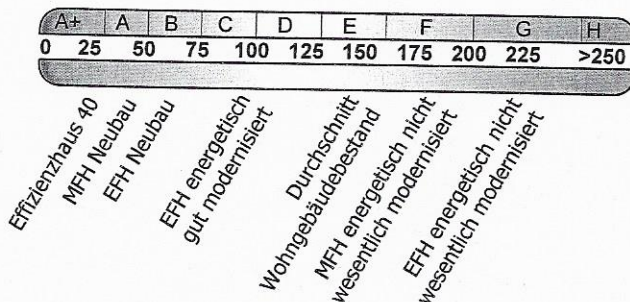 A+ A B C D E F G H
0 25 50 75 100 125 150 175 200 225 >250
Effizienzhaus 40
MFH Neubau
EFH Neubau
EFH energetisch
gut modernisiert
Durchschnitt
Wohngebäudebestand
MFH energetisch nicht
wesentlich modernisiert
EFH energetisch nicht
wesentlich modernisiert